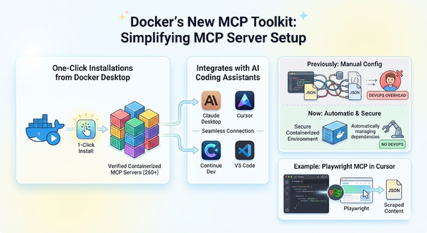 Docker's New MCP Toolkit:
Simplifying MCP Server Setup
One-Click Installations
from Docker Desktop
1-Click
Install
Verified Containerized
MCP Servers (260+)
Integrates with AI
Coding Assistants
Claude
Desktop
Cursor
Seamless Connection
Continue
Dev
VS Code
Previously: Manual Config
JSON
JSON
DEVOPS OVERHEAD
Now: Automatic & Secure
Secure
Containerized
Environment
Automatically
managing
dependencies
NO DEVOPS
Example: Playwright MCP in Cursor
Playwright
JSON
Scraped
Content